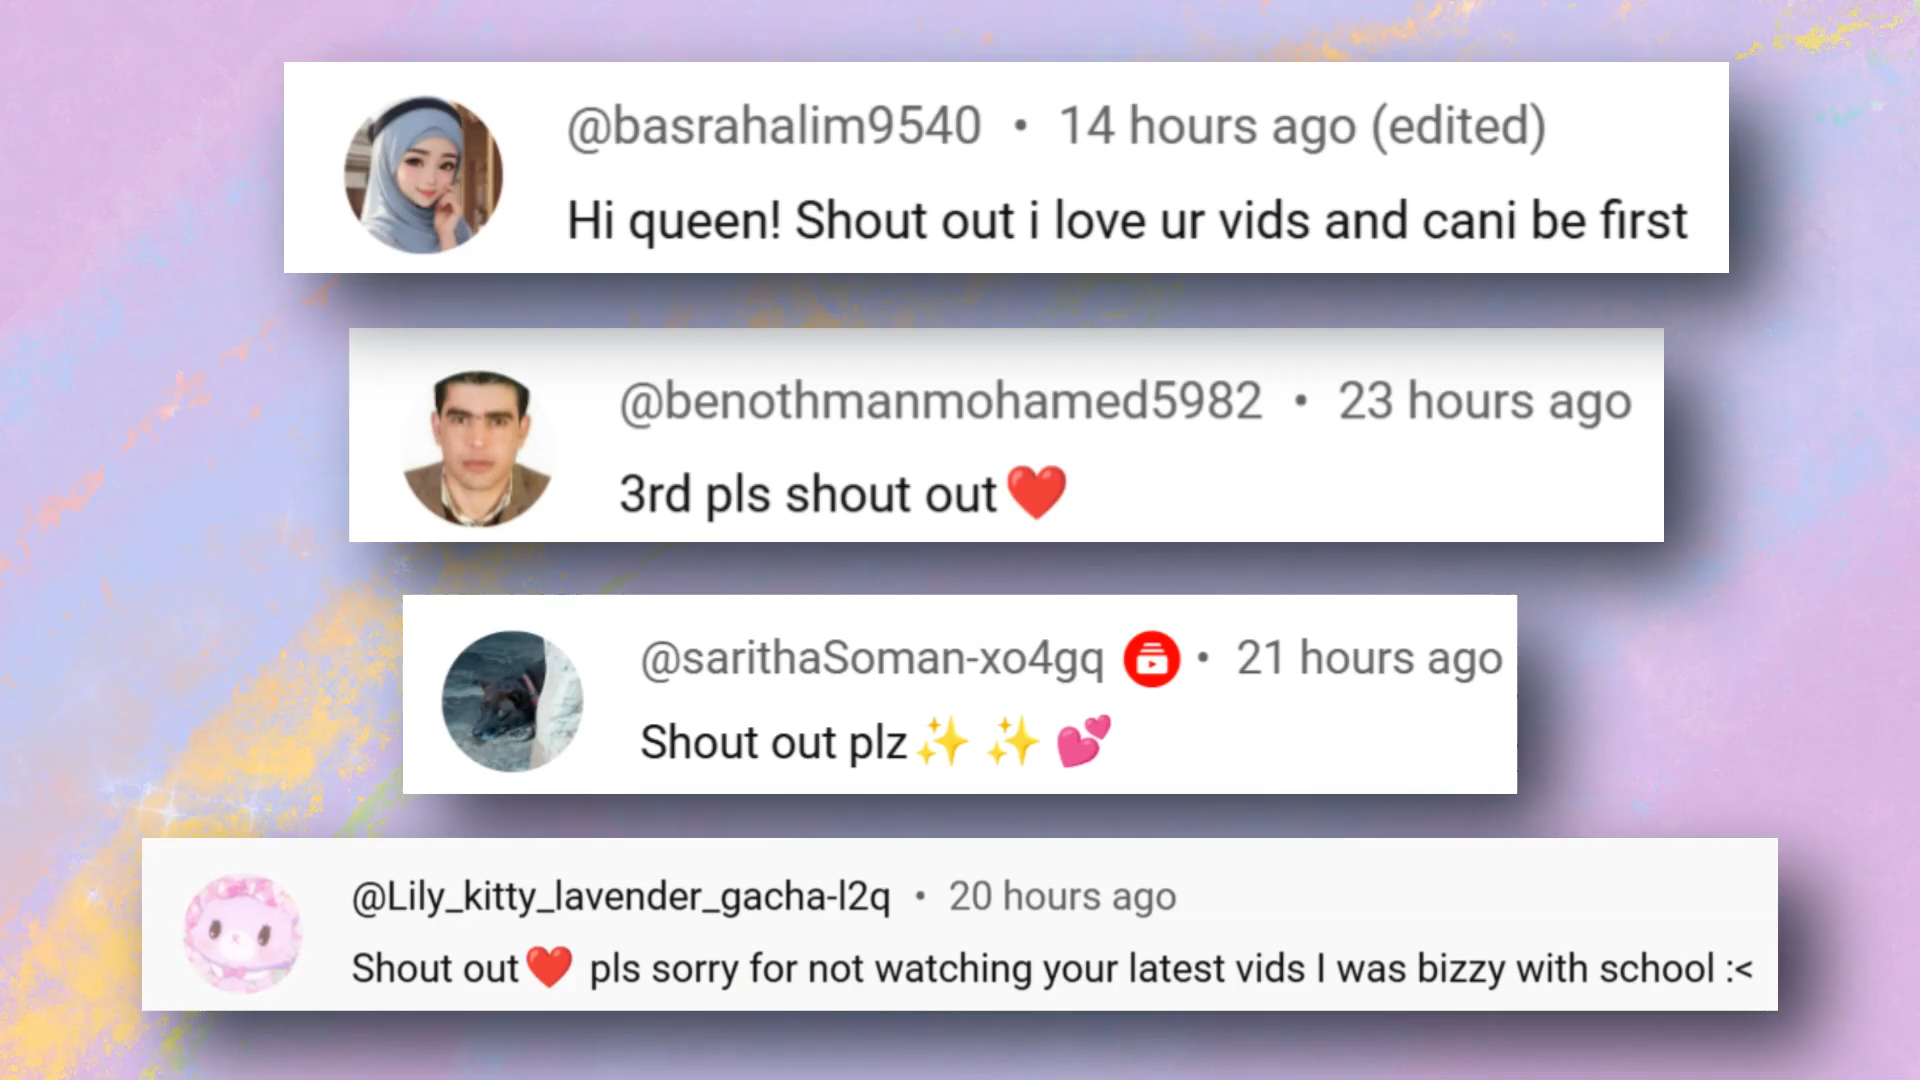 @basrahalim9540 • 14 hours ago (edited)
Hi queen! Shout out i love ur vids and cani be first
@benothmanmohamed5982 • 23 hours ago
3rd pls shout out❤️
@sarithaSoman-xo4gq • 21 hours ago
Shout out plz✨ ✨ 💕
@Lily_kitty_lavender_gacha-l2q • 20 hours ago
Shout out❤️ pls sorry for not watching your latest vids I was bizzy with school :<